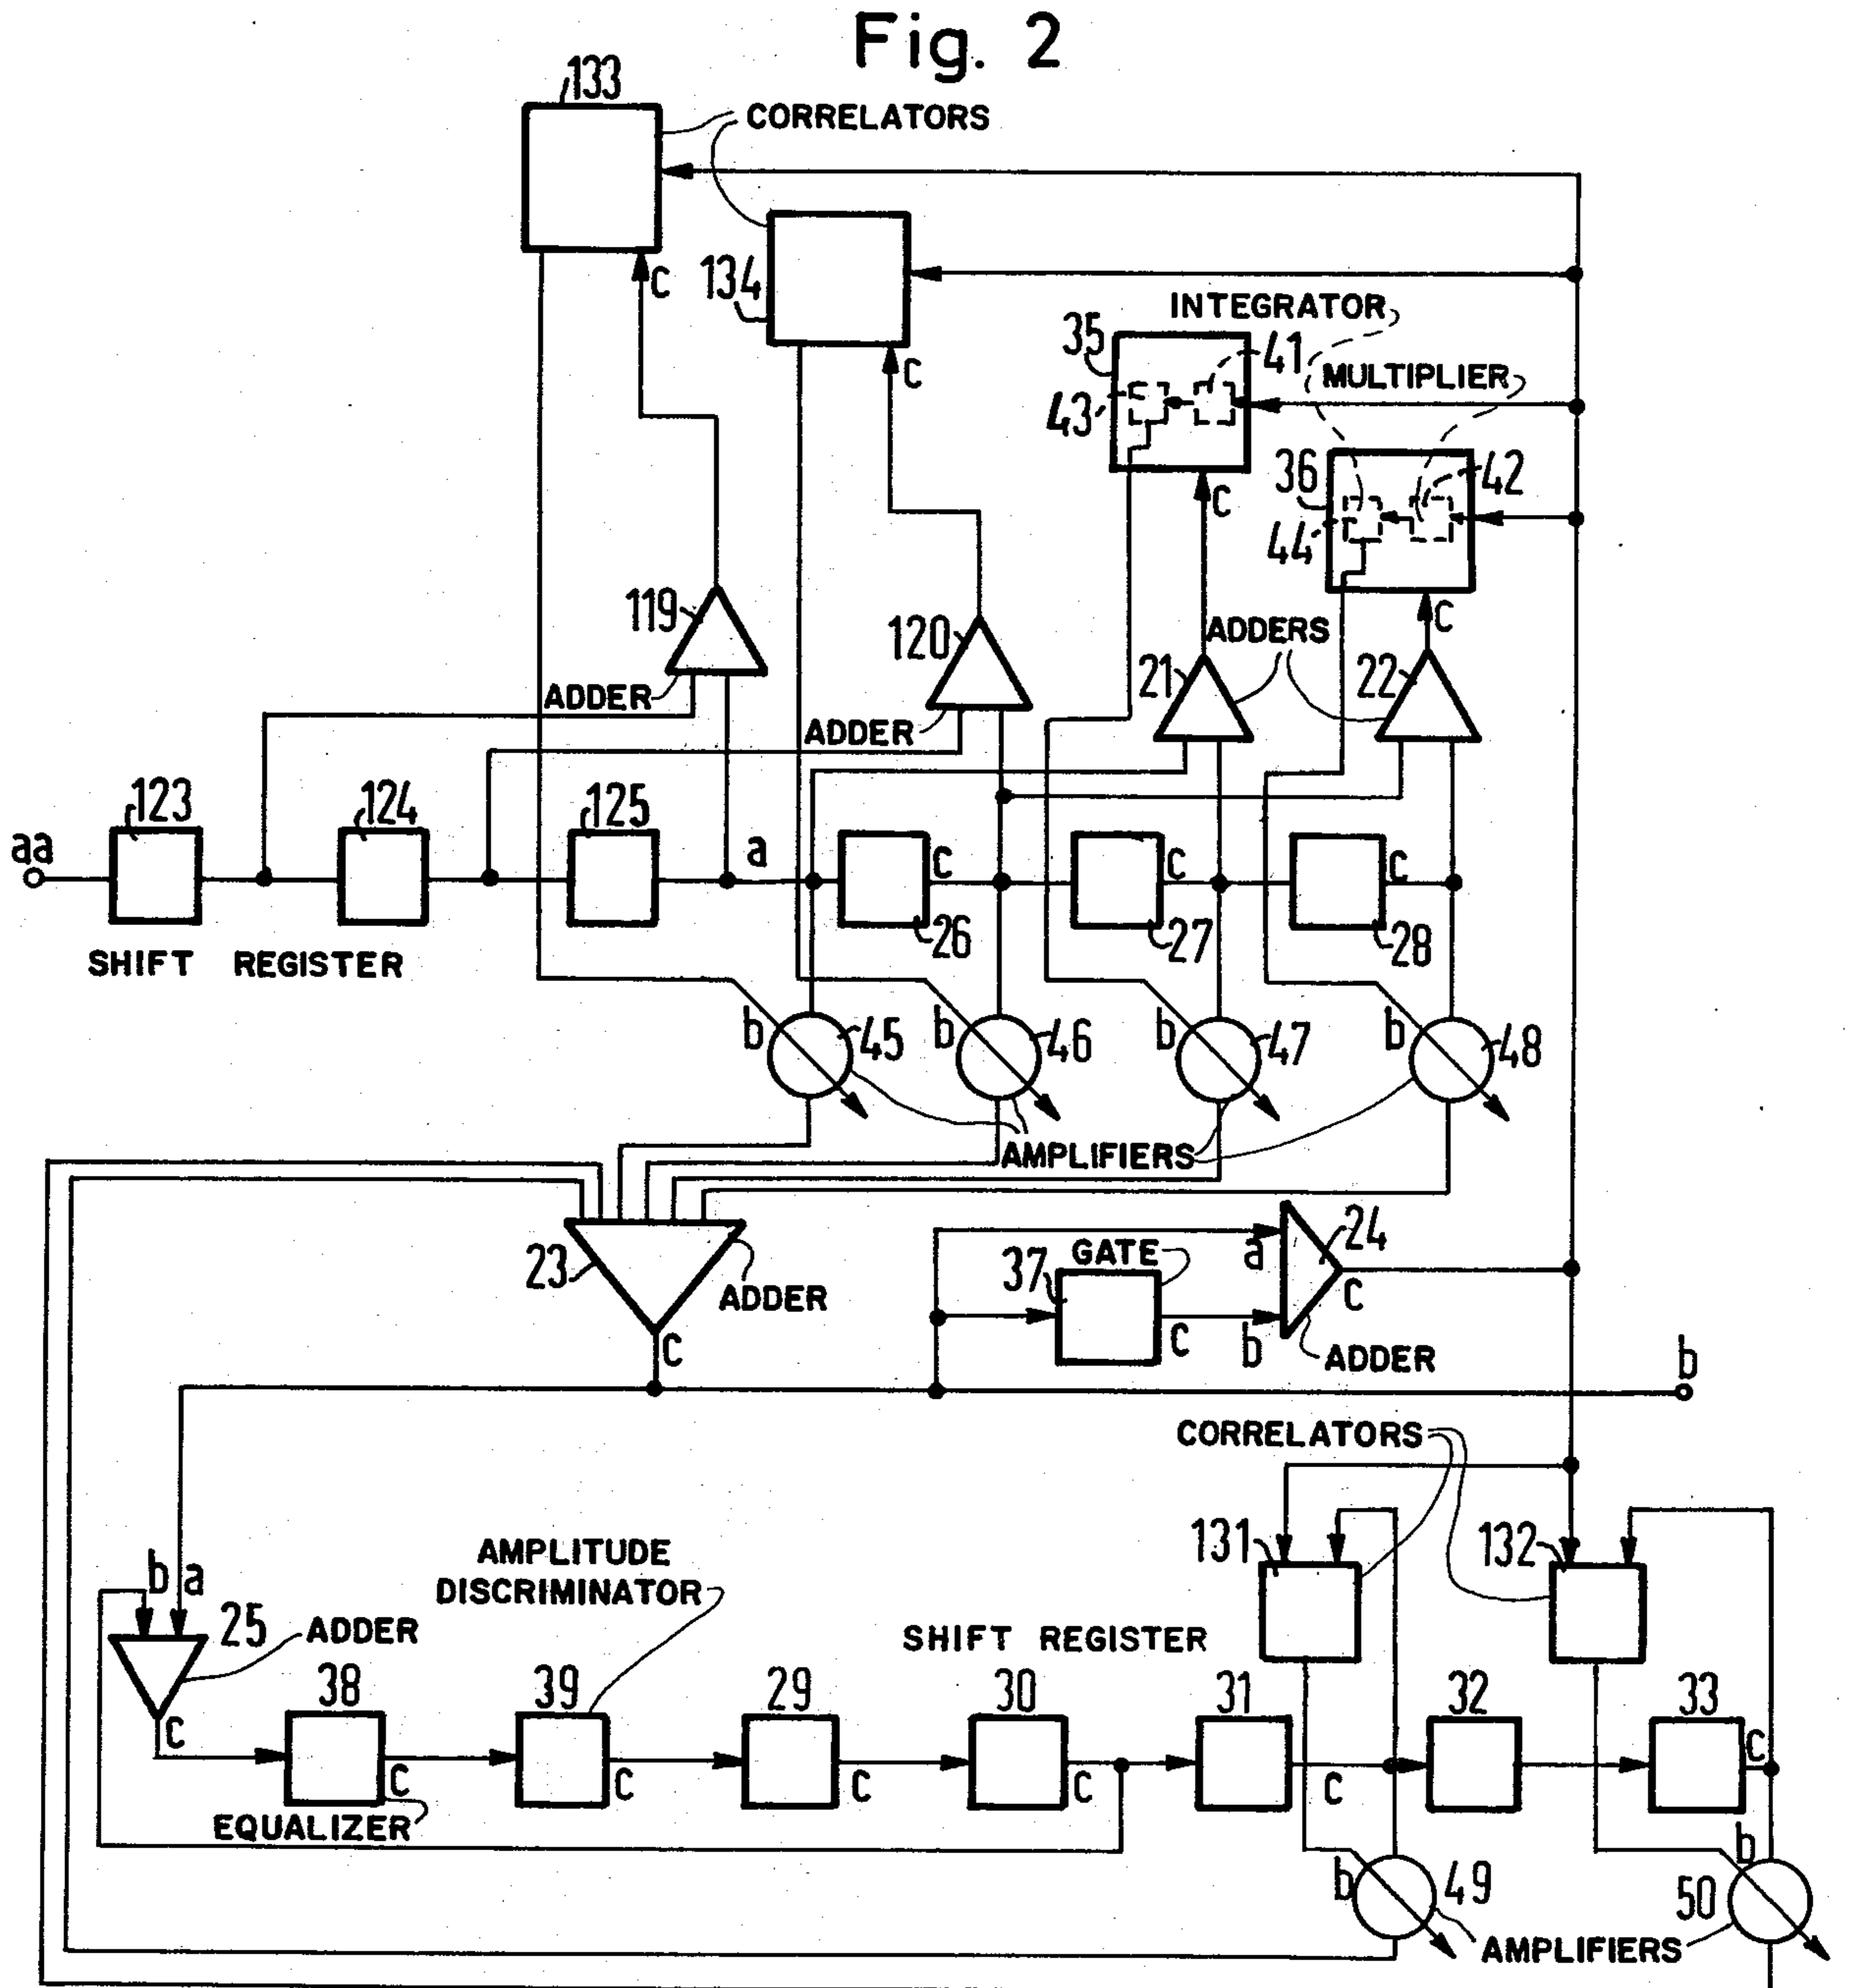 Fig. 2
133
CORRELATORS
c
134
c
INTEGRATOR
35
41
MULTIPLIER
43
c
36
42
44
c
119
120
ADDERS
21
22
ADDER
ADDER
123
124
125
aa
a
c
c
c
26
27
28
SHIFT REGISTER
b
45
b
46
b
47
b
48
AMPLIFIERS
23
ADDER
c
37
GATE
a
24
c
c
b
ADDER
b
CORRELATORS
131
132
AMPLITUDE
DISCRIMINATOR
b a
25
ADDER
SHIFT REGISTER
38
39
29
30
31
32
33
c
c
c
c
c
c
c
EQUALIZER
b
49
b
50
AMPLIFIERS